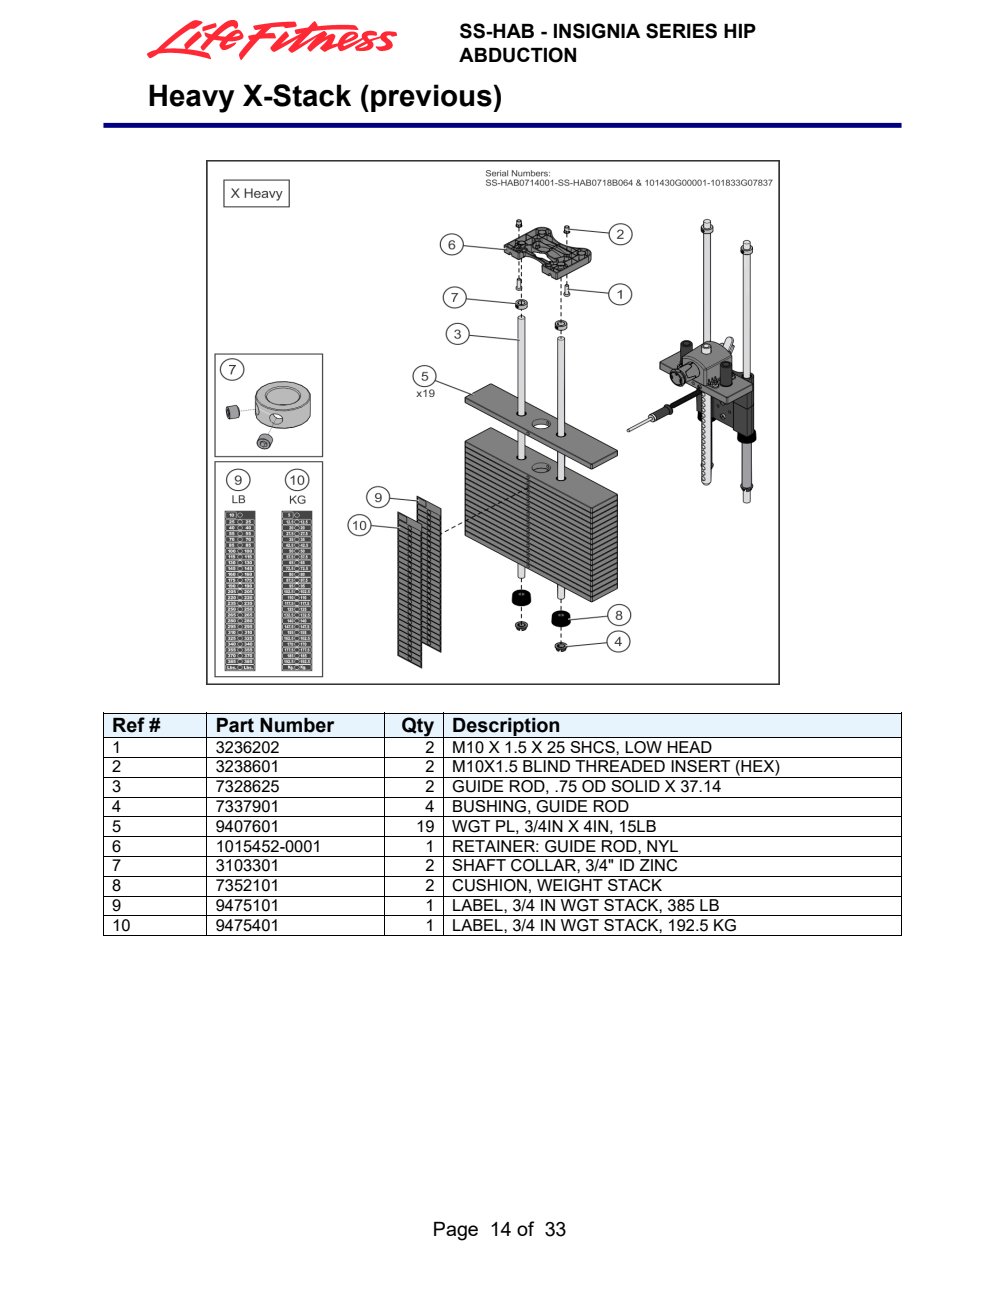 Life Fitness
SS-HAB - INSIGNIA SERIES HIP
ABDUCTION
Heavy X-Stack (previous)
X Heavy
Serial Numbers:
SS-HAB0714001-SS-HAB0718B064 & 101430G00001-101833G07837
2
6
1
7
3
7
5
x19
9
LB
10
KG
9
10
8
4
Ref # Part Number Qty Description
1 3236202 2 M10 X 1.5 X 25 SHCS, LOW HEAD
2 3238601 2 M10X1.5 BLIND THREADED INSERT (HEX)
3 7328625 2 GUIDE ROD, .75 OD SOLID X 37.14
4 7337901 4 BUSHING, GUIDE ROD
5 9407601 19 WGT PL, 3/4IN X 4IN, 15LB
6 1015452-0001 1 RETAINER: GUIDE ROD, NYL
7 3103301 2 SHAFT COLLAR, 3/4" ID ZINC
8 7352101 2 CUSHION, WEIGHT STACK
9 9475101 1 LABEL, 3/4 IN WGT STACK, 385 LB
10 9475401 1 LABEL, 3/4 IN WGT STACK, 192.5 KG
Page 14 of 33